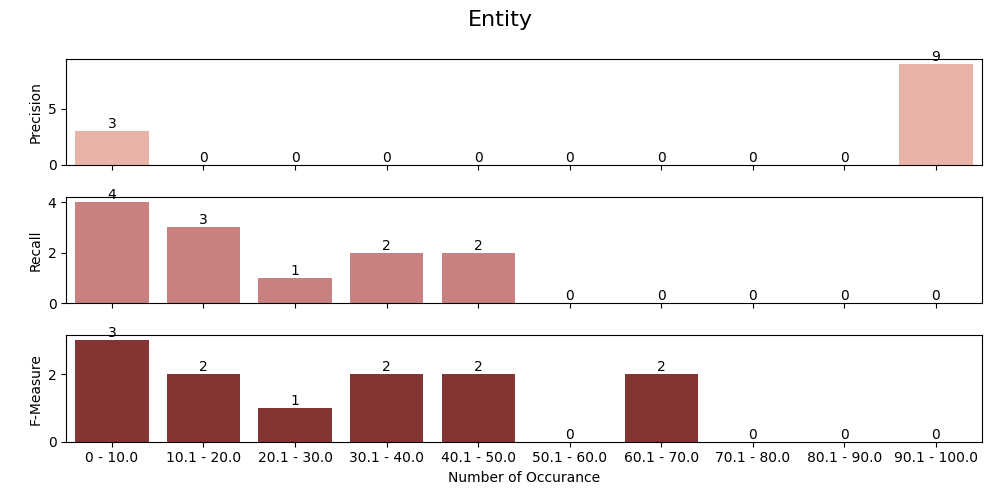 Entity
Precision
5
0
3 0 0 0 0 0 0 0 0 9
Recall
4
2
0
4 3 1 2 2 0 0 0 0 0
F-Measure
2
0
3 2 1 2 2 0 2 0 0 0
0 - 10.0 10.1 - 20.0 20.1 - 30.0 30.1 - 40.0 40.1 - 50.0 50.1 - 60.0 60.1 - 70.0 70.1 - 80.0 80.1 - 90.0 90.1 - 100.0
Number of Occurance